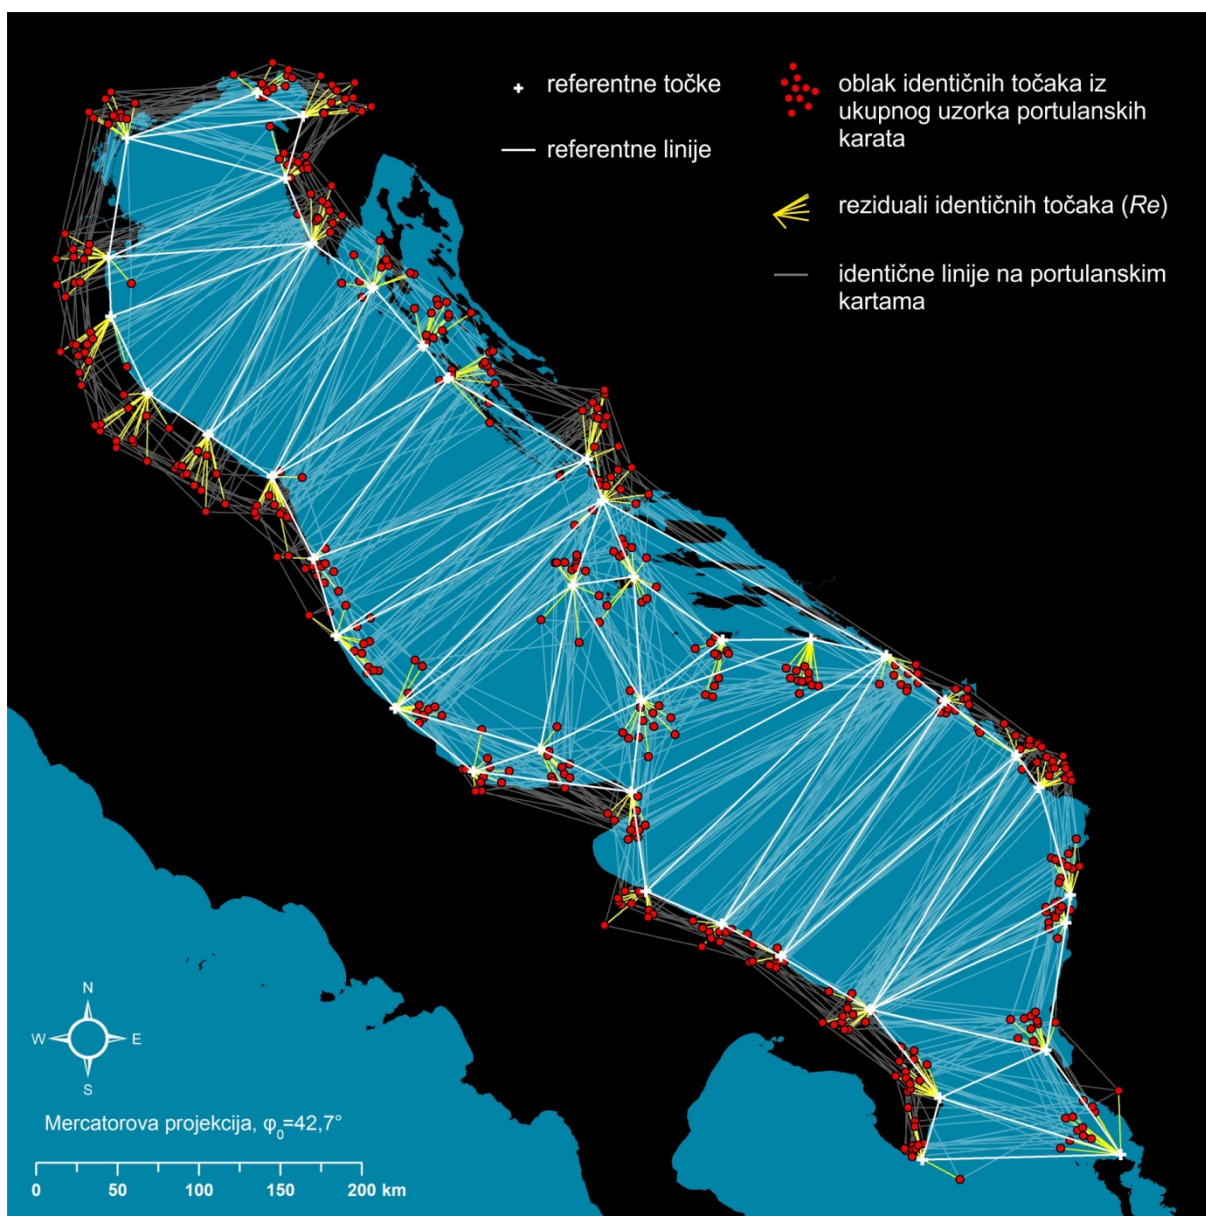 referentne točke
referentne linije
oblak identičnih točaka iz
ukupnog uzorka portulanskih
karata
reziduali identičnih točaka (Re)
identične linije na portulanskim
kartama
N
W E
S
Mercatorova projekcija, φ₀=42,7°
0 50 100 150 200 km